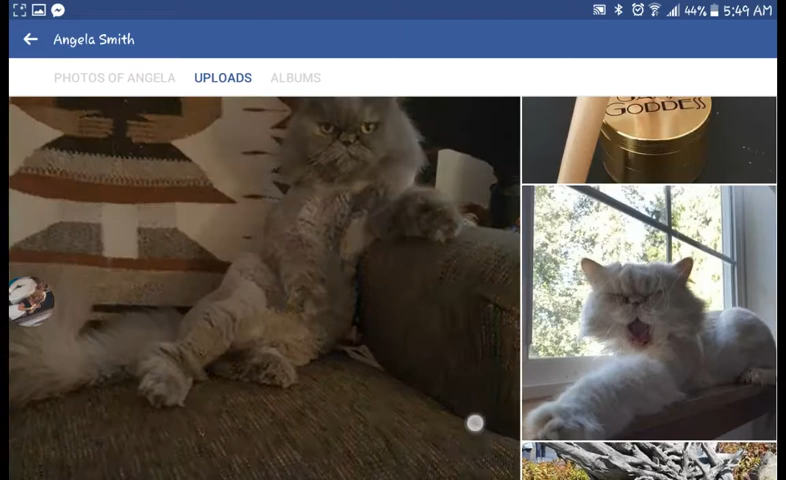 44% 5:49 AM
Angela Smith
PHOTOS OF ANGELA UPLOADS ALBUMS
GODDESS